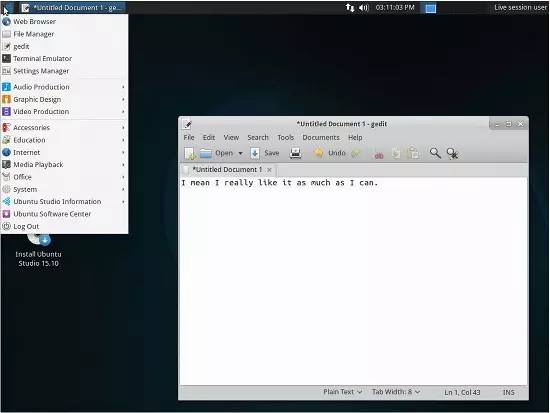 *Untitled Document 1 - ge...
03:11:03 PM
Live session user
Web Browser
File Manager
gedit
Terminal Emulator
Settings Manager
Audio Production
Graphic Design
Video Production
Accessories
Education
Internet
Media Playback
Office
System
Ubuntu Studio Information
Ubuntu Software Center
Log Out
Install Ubuntu
Studio 15.10
*Untitled Document 1 - gedit
File Edit View Search Tools Documents Help
Open Save Undo
*Untitled Document 1
I mean I really like it as much as I can.
Plain Text Tab Width: 8 Ln 1, Col 43 INS